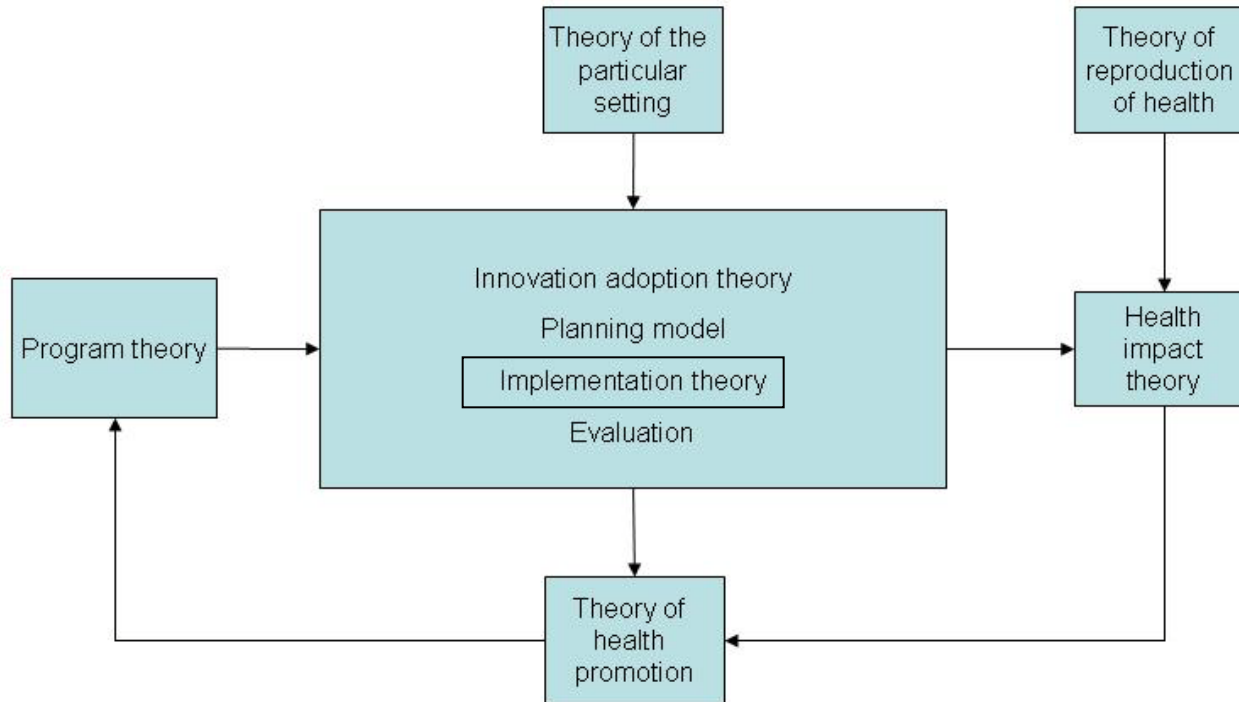 Theory of the
particular
setting
Theory of
reproduction
of health
Innovation adoption theory
Planning model
Implementation theory
Evaluation
Program theory
Health
impact
theory
Theory of
health
promotion